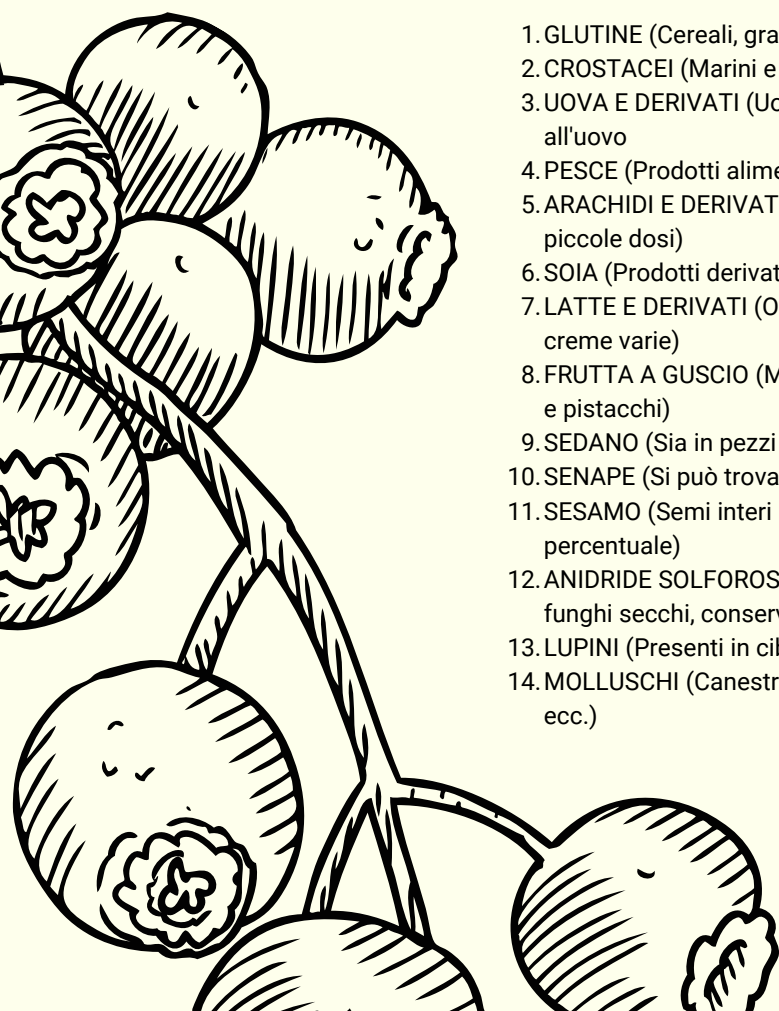 1. GLUTINE (Cereali, gra
2. CROSTACEI (Marini e
3. UOVA E DERIVATI (Uo
all'uovo
4. PESCE (Prodotti alime
5. ARACHIDI E DERIVAT
piccole dosi)
6. SOIA (Prodotti derivat
7. LATTE E DERIVATI (O
creme varie)
8. FRUTTA A GUSCIO (M
e pistacchi)
9. SEDANO (Sia in pezzi
10. SENAPE (Si può trova
11. SESAMO (Semi interi
percentuale)
12. ANIDRIDE SOLFOROS
funghi secchi, conserv
13. LUPINI (Presenti in cib
14. MOLLUSCHI (Canestr
ecc.)